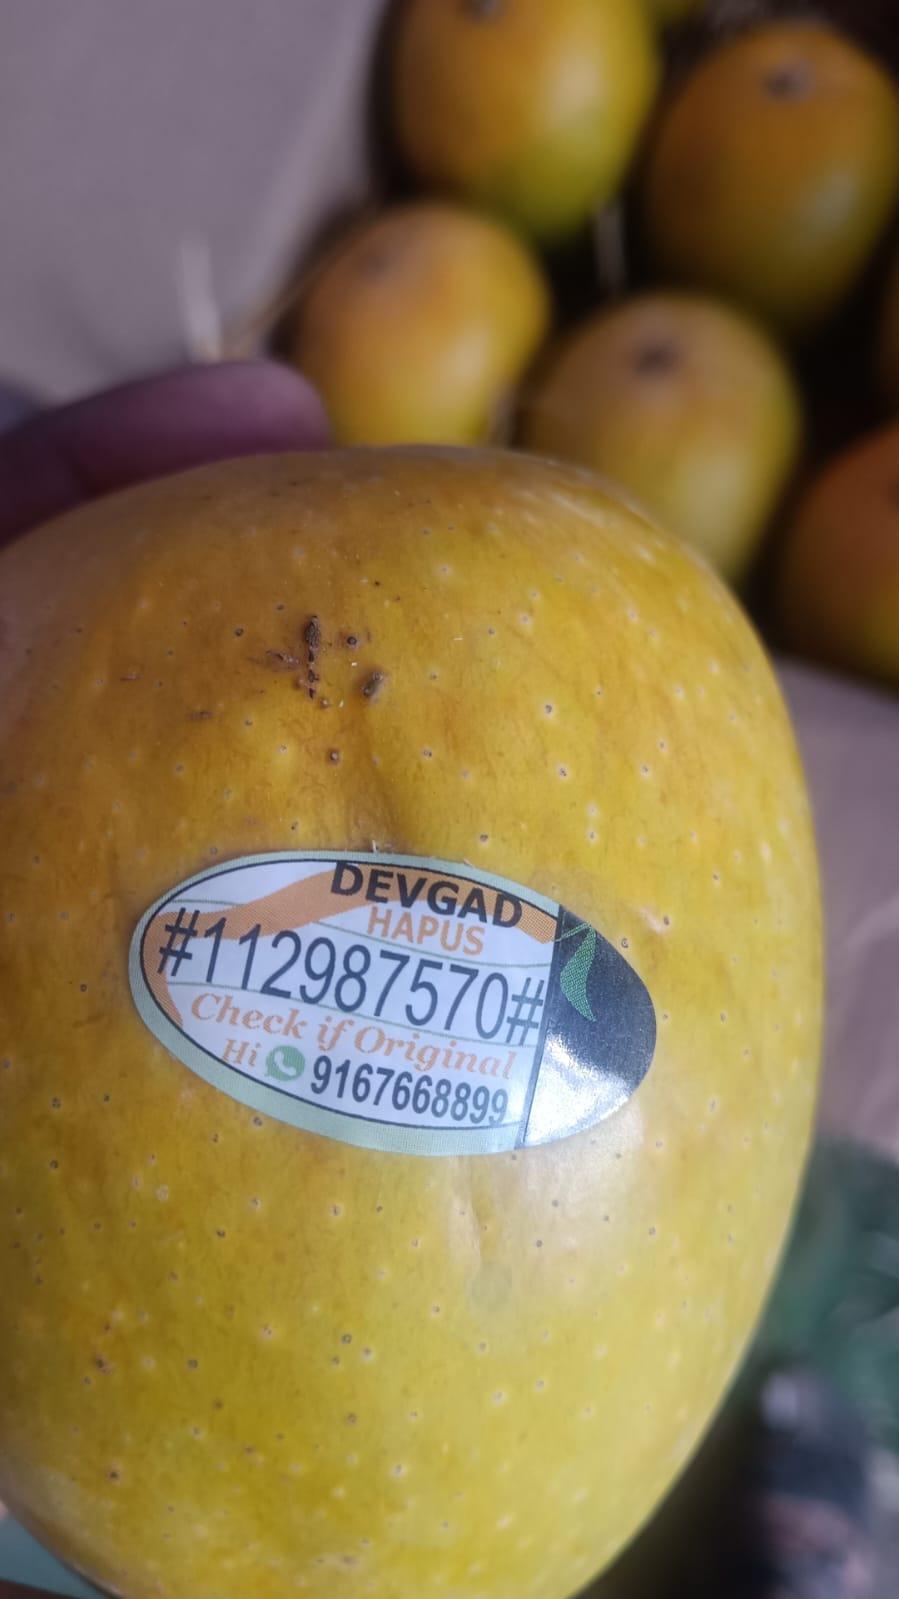 DEVGAD
HAPUS
#112987570#
Check if Original
Hi 9167668899